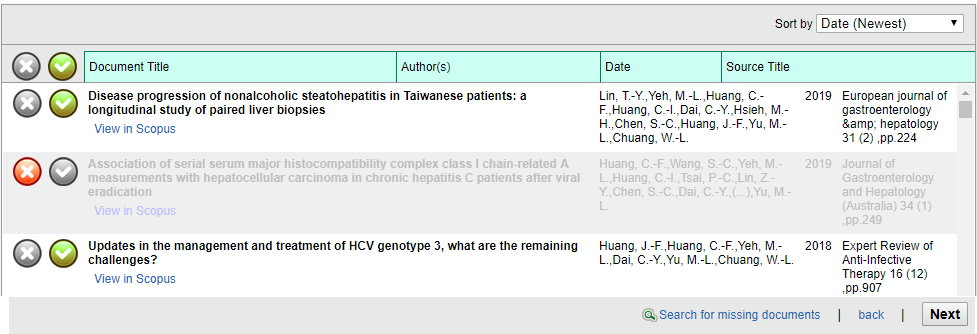 Sort by Date (Newest)
Document Title Author(s) Date Source Title
Disease progression of nonalcoholic steatohepatitis in Taiwanese patients: a
longitudinal study of paired liver biopsies
View in Scopus
Lin, T.-Y.,Yeh, M.-L.,Huang, C.-
F.,Huang, C.-I.,Dai, C.-Y.,Hsieh, M.-
H.,Chen, S.-C.,Huang, J.-F.,Yu, M.-
L.,Chuang, W.-L.
2019
European journal of
gastroenterology
&amp; hepatology
31 (2) ,pp.224
Association of serial serum major histocompatibility complex class I chain-related A
measurements with hepatocellular carcinoma in chronic hepatitis C patients after viral
eradication
View in Scopus
Huang, C.-F.,Wang, S.-C.,Yeh, M.-
L.,Huang, C.-I.,Tsai, P.-C.,Lin, Z.-
Y.,Chen, S.-C.,Dai, C.-Y.,(...),Yu, M.-
L.
2019
Journal of
Gastroenterology
and Hepatology
(Australia) 34 (1)
,pp.249
Updates in the management and treatment of HCV genotype 3, what are the remaining
challenges?
View in Scopus
Huang, J.-F.,Huang, C.-F.,Yeh, M.-
L.,Dai, C.-Y.,Yu, M.-L.,Chuang, W.-L.
2018
Expert Review of
Anti-Infective
Therapy 16 (12)
,pp.907
Search for missing documents | back | Next